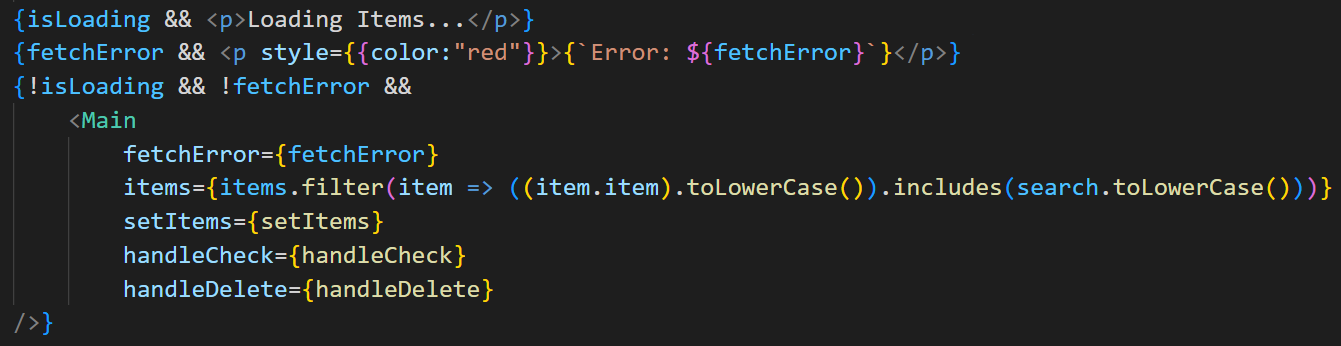 {isLoading && <p>Loading Items...</p>}
{fetchError && <p style={{color:"red"}}>{`Error: ${fetchError}`}</p>}
{!isLoading && !fetchError &&
<Main
fetchError={fetchError}
items={items.filter(item => ((item.item).toLowerCase()).includes(search.toLowerCase()))}
setItems={setItems}
handleCheck={handleCheck}
handleDelete={handleDelete}
/>}